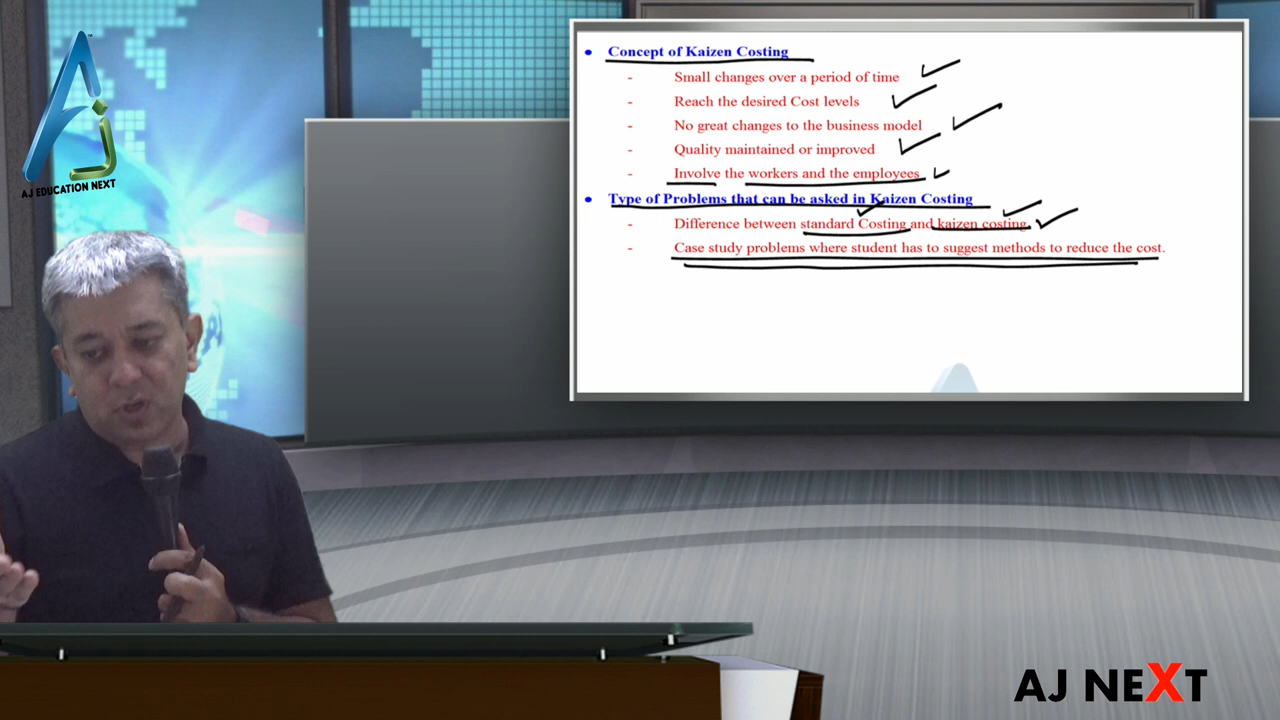 Concept of Kaizen Costing
- Small changes over a period of time
- Reach the desired Cost levels
- No great changes to the business model
- Quality maintained or improved
- Involve the workers and the employees
Type of Problems that can be asked in Kaizen Costing
- Difference between standard Costing and kaizen costing
- Case study problems where student has to suggest methods to reduce the cost.
AJ EDUCATION NEXT
AJ NEXT